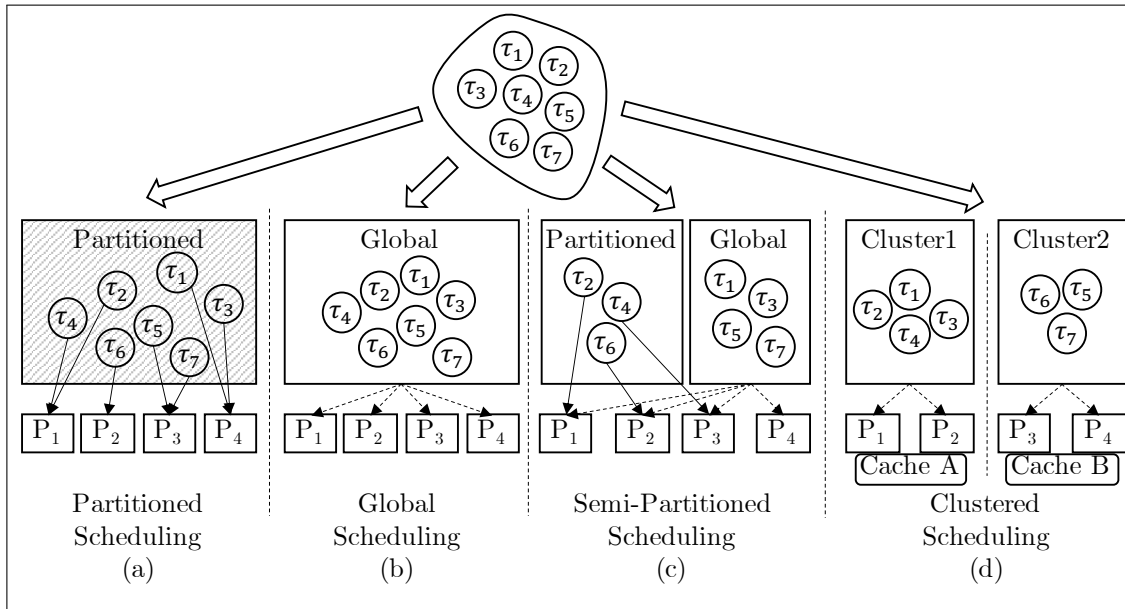 τ₁
τ₂
τ₃ τ₄
τ₅
τ₆
τ₇
Partitioned
τ₁
τ₂
τ₃
τ₄
τ₅
τ₆
τ₇
P₁ P₂ P₃ P₄
Partitioned
Scheduling
(a)
Global
τ₁
τ₂
τ₃
τ₄
τ₅
τ₆
τ₇
P₁ P₂ P₃ P₄
Global
Scheduling
(b)
Partitioned
τ₂
τ₄
τ₆
Global
τ₁
τ₃
τ₅
τ₇
P₁ P₂ P₃ P₄
Semi-Partitioned
Scheduling
(c)
Cluster1
τ₁
τ₂ τ₃
τ₄
P₁ P₂
Cache A
Cluster2
τ₆ τ₅
τ₇
P₃ P₄
Cache B
Clustered
Scheduling
(d)